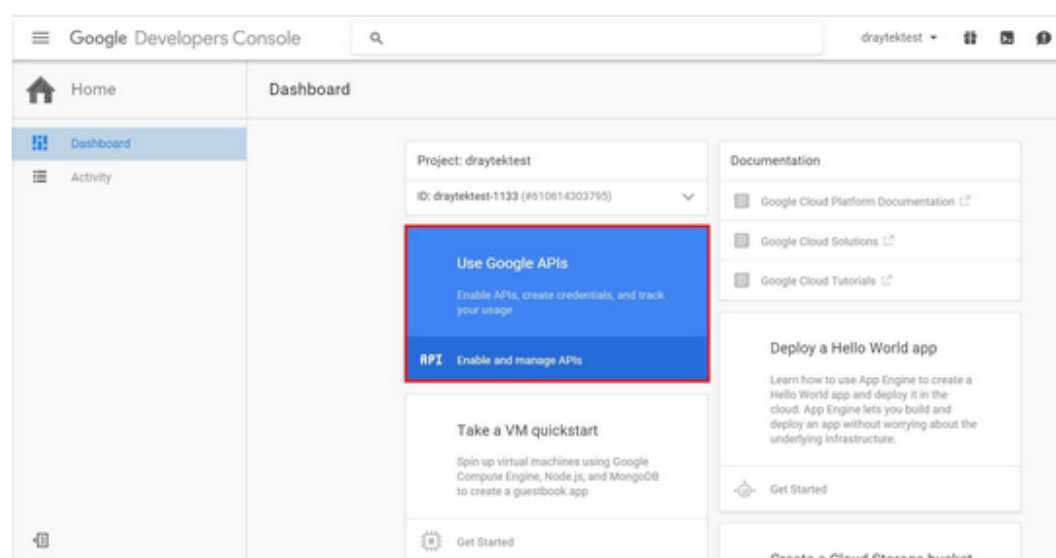 Google Developers Console
draytektest
Home
Dashboard
Dashboard
Activity
Project: draytektest
ID: draytektest-1133 (#610614303795)
Use Google APIs
Enable APIs, create credentials, and track
your usage
API Enable and manage APIs
Take a VM quickstart
Spin up virtual machines using Google
Compute Engine, Node.js, and MongoDB
to create a guestbook app
Get Started
Documentation
Google Cloud Platform Documentation
Google Cloud Solutions
Google Cloud Tutorials
Deploy a Hello World app
Learn how to use App Engine to create a
Hello World app and deploy it in the
cloud. App Engine lets you build and
deploy an app without worrying about the
underlying infrastructure.
Get Started
Create a Cloud Storage bucket